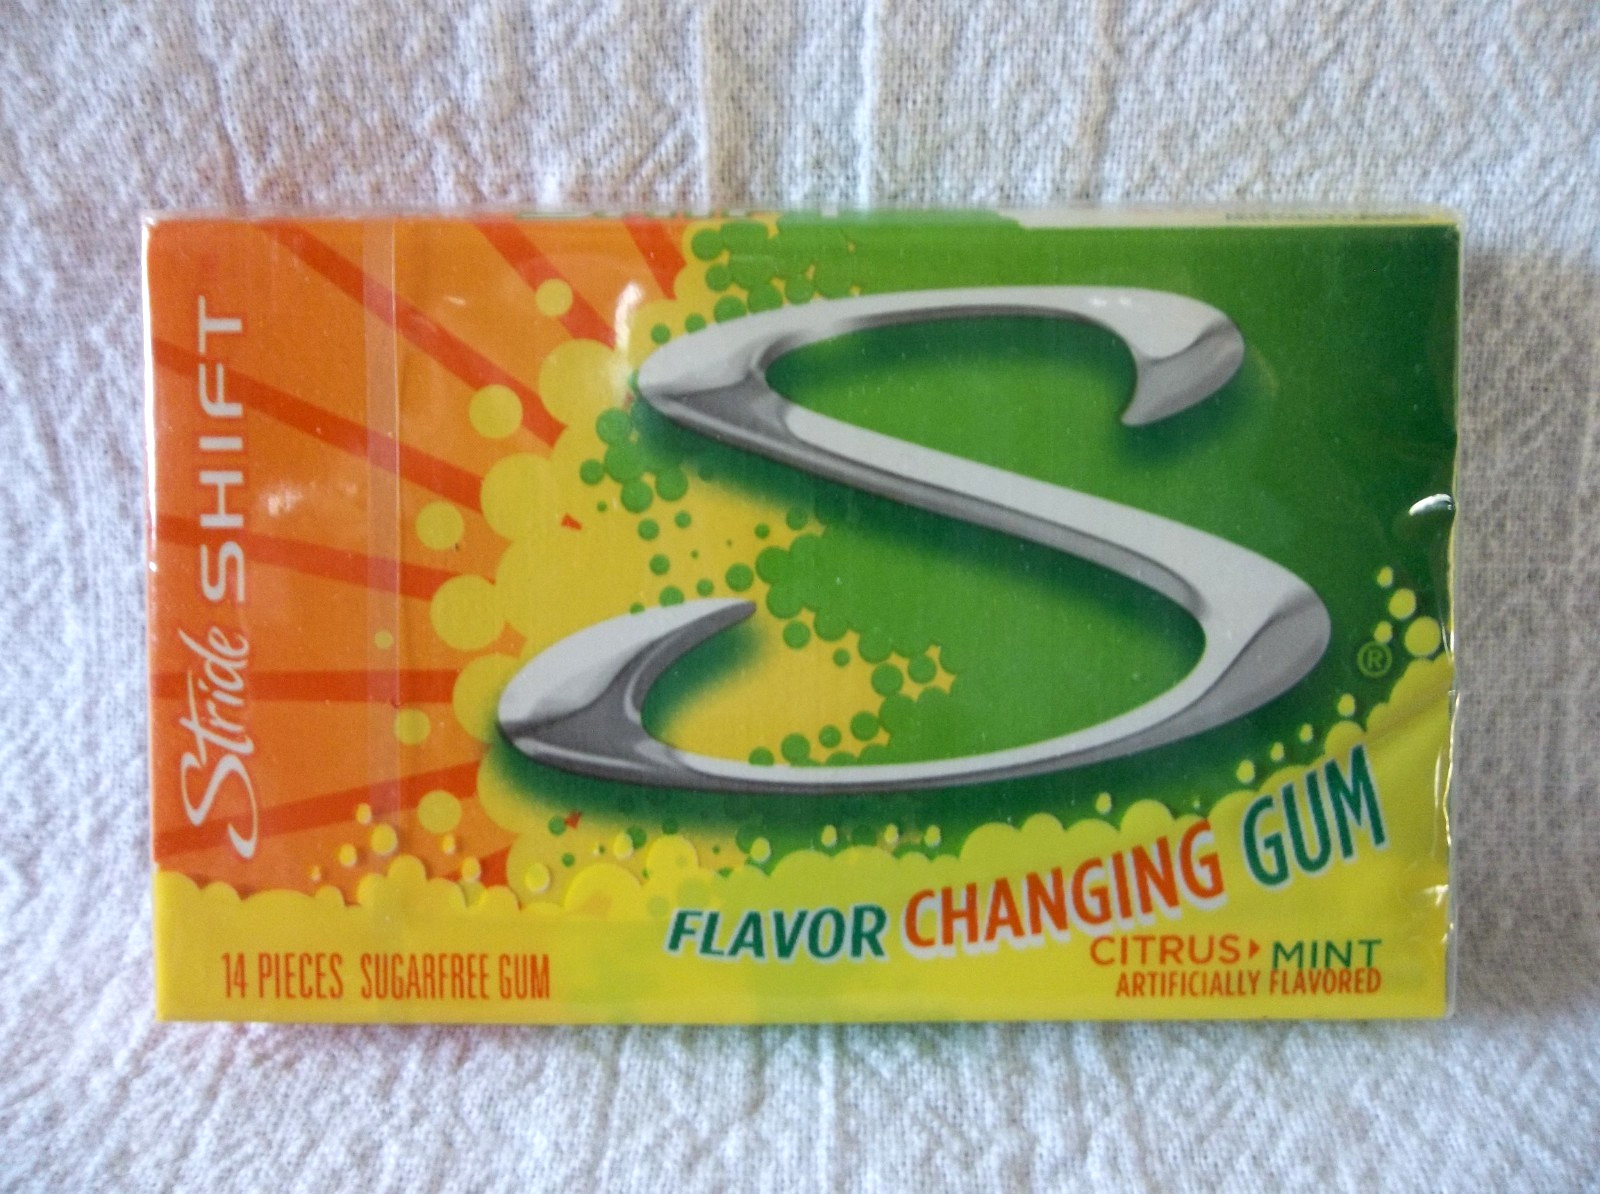 Stride SHIFT
S
®
FLAVOR CHANGING GUM
CITRUS MINT
ARTIFICIALLY FLAVORED
14 PIECES SUGARFREE GUM